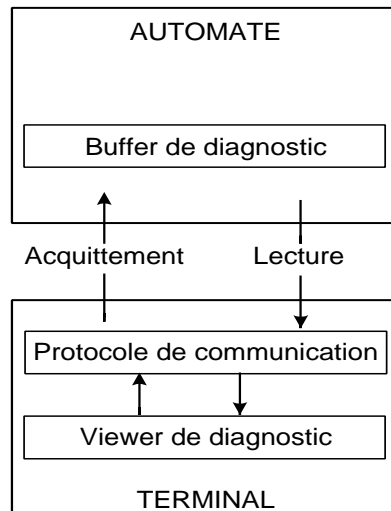 AUTOMATE
Buffer de diagnostic
Acquittement Lecture
Protocole de communication
Viewer de diagnostic
TERMINAL